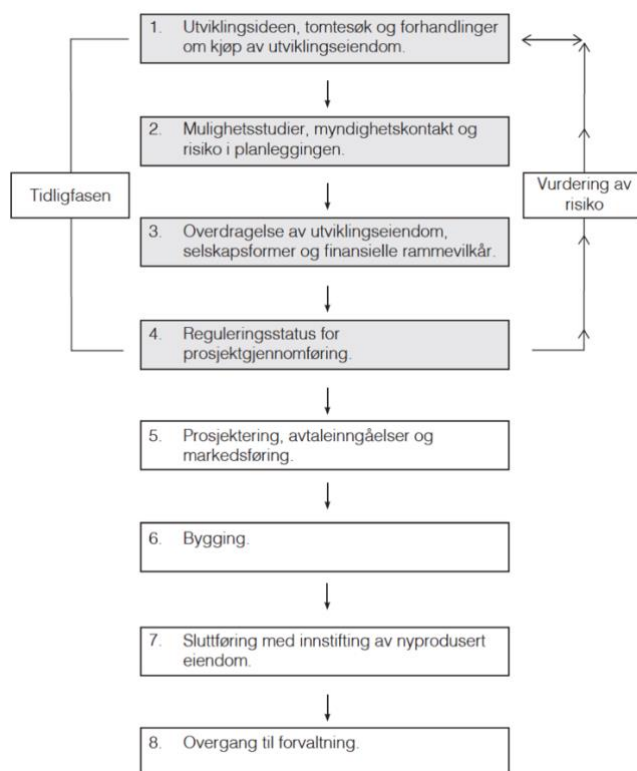 1. Utviklingsideen, tomtesøk og forhandlinger
om kjøp av utviklingseiendom.
2. Mulighetsstudier, myndighetskontakt og
risiko i planleggingen.
Tidligfasen
Vurdering av
risiko
3. Overdragelse av utviklingseiendom,
selskapsformer og finansielle rammevilkår.
4. Reguleringsstatus for
prosjektgjennomføring.
5. Prosjektering, avtaleinngåelser og
markedsføring.
6. Bygging.
7. Sluttføring med innstifting av nyprodusert
eiendom.
8. Overgang til forvaltning.